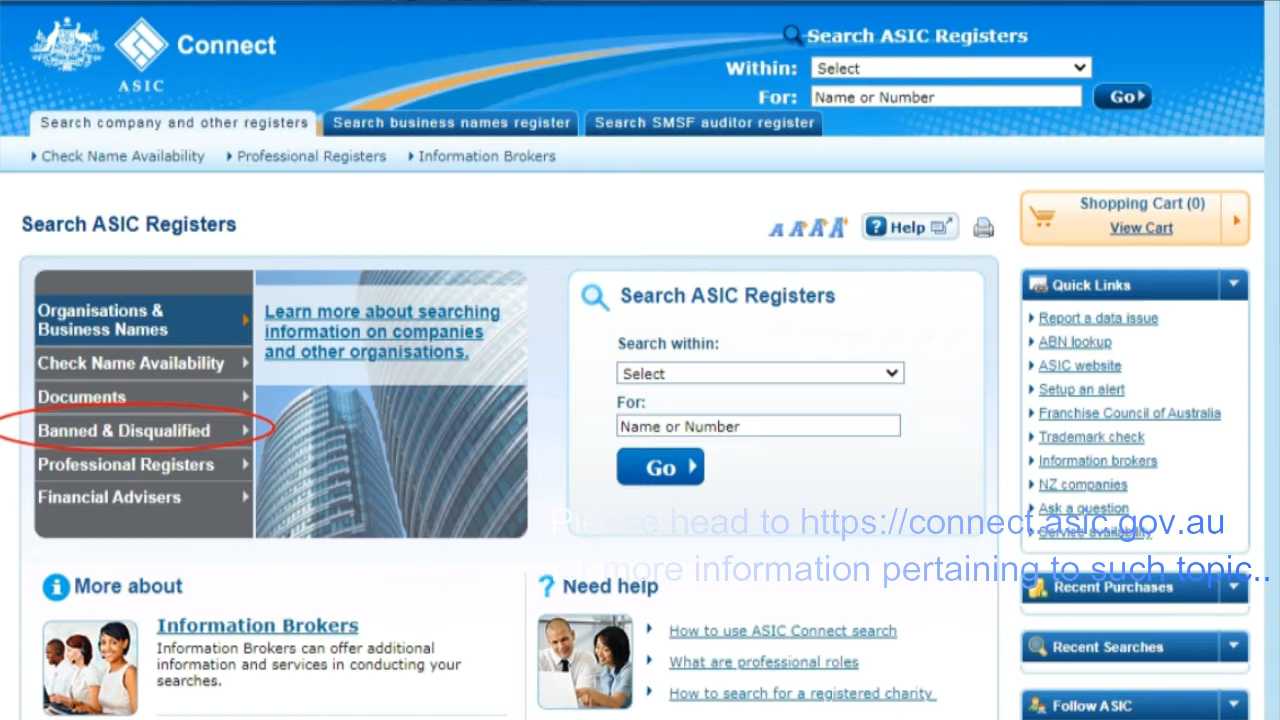 Connect
ASIC
Search ASIC Registers
Within: Select
For: Name or Number Go
Search company and other registers Search business names register Search SMSF auditor register
Check Name Availability Professional Registers Information Brokers
Search ASIC Registers
A A A A Help
Shopping Cart (0)
View Cart
Organisations &
Business Names
Check Name Availability
Documents
Banned & Disqualified
Professional Registers
Financial Advisers
Learn more about searching
information on companies
and other organisations.
Search ASIC Registers
Search within:
Select
For:
Name or Number
Go
Quick Links
Report a data issue
ABN lookup
ASIC website
Setup an alert
Franchise Council of Australia
Trademark check
Information brokers
NZ companies
Ask a question
Service availability
Please head to https://connect.asic.gov.au
more information pertaining to such topic..
Recent Purchases
Recent Searches
Follow ASIC
More about
Information Brokers
Information Brokers can offer additional
information and services in conducting your
searches.
Need help
How to use ASIC Connect search
What are professional roles
How to search for a registered charity